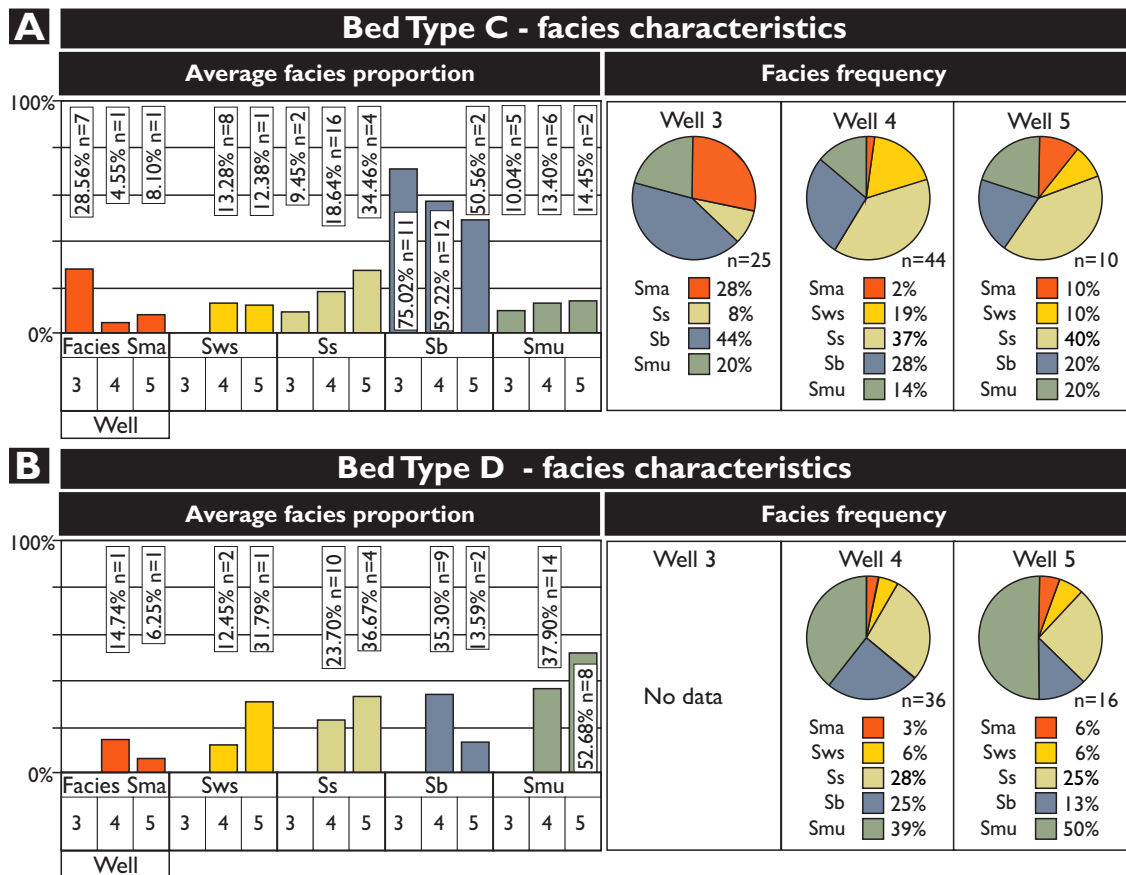 A
Bed Type C - facies characteristics
Average facies proportion
Facies frequency
100%
0%
28.56% n=7
4.55% n=1
8.10% n=1
13.28% n=8
12.38% n=1
9.45% n=2
18.64% n=16
34.46% n=4
75.02% n=11
59.22% n=12
50.56% n=2
10.04% n=5
13.40% n=6
14.45% n=2
Facies Sma Sws Ss Sb Smu
3 4 5 3 4 5 3 4 5 3 4 5 3 4 5
Well
Well 3
n=25
Sma 28%
Ss 8%
Sb 44%
Smu 20%
Well 4
n=44
Sma 2%
Sws 19%
Ss 37%
Sb 28%
Smu 14%
Well 5
n=10
Sma 10%
Sws 10%
Ss 40%
Sb 20%
Smu 20%
B
Bed Type D - facies characteristics
Average facies proportion
Facies frequency
100%
0%
14.74% n=1
6.25% n=1
12.45% n=2
31.79% n=1
23.70% n=10
36.67% n=4
35.30% n=9
13.59% n=2
37.90% n=14
52.68% n=8
Facies Sma Sws Ss Sb Smu
3 4 5 3 4 5 3 4 5 3 4 5 3 4 5
Well
Well 3
No data
Well 4
n=36
Sma 3%
Sws 6%
Ss 28%
Sb 25%
Smu 39%
Well 5
n=16
Sma 6%
Sws 6%
Ss 25%
Sb 13%
Smu 50%